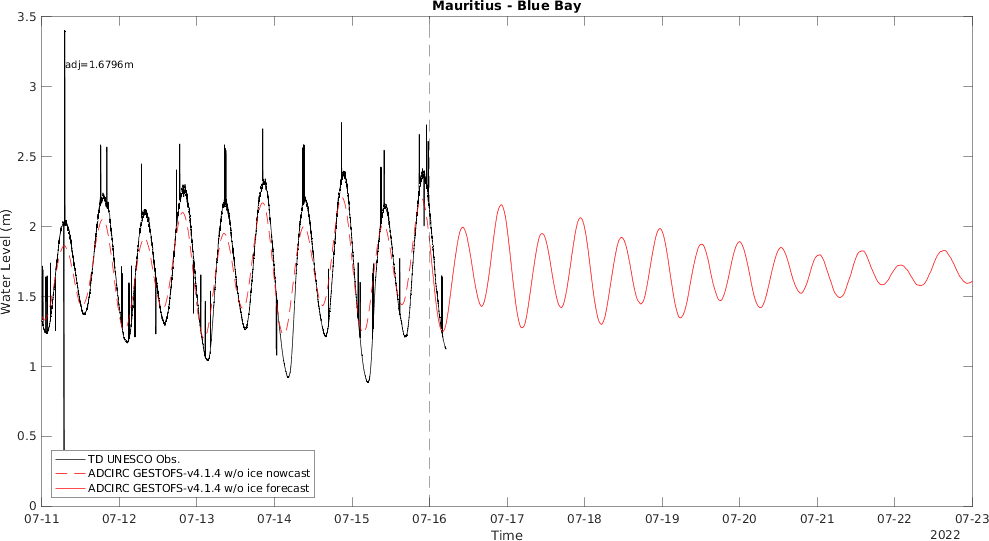 Mauritius - Blue Bay
3.5
3
2.5
2
1.5
1
0.5
0
Water Level (m)
adj=1.6796m
TD UNESCO Obs.
ADCIRC GESTOFS-v4.1.4 w/o ice nowcast
ADCIRC GESTOFS-v4.1.4 w/o ice forecast
07-11 07-12 07-13 07-14 07-15 07-16 07-17 07-18 07-19 07-20 07-21 07-22 07-23
Time
2022